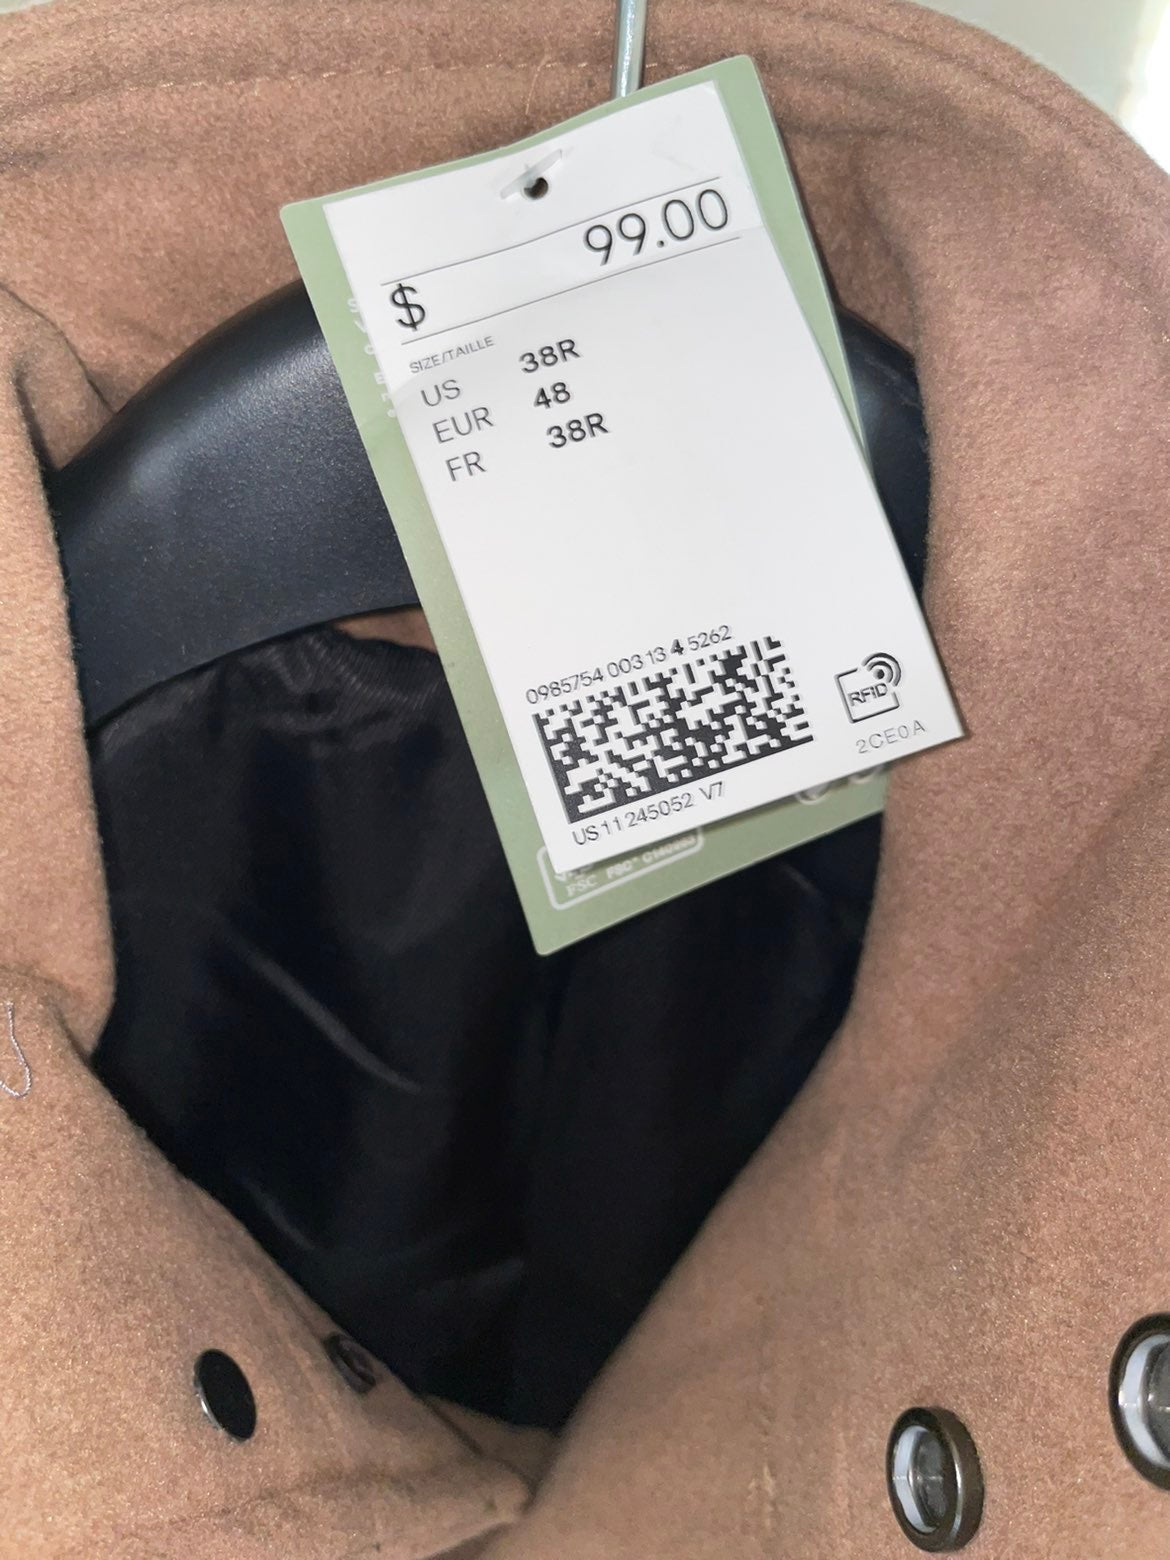 $ 99.00
SIZE/TAILLE
US 38R
EUR 48
FR 38R
0985754 003 13 4 5262
RFID
2CE0A
US 11 245052 V7
FSC